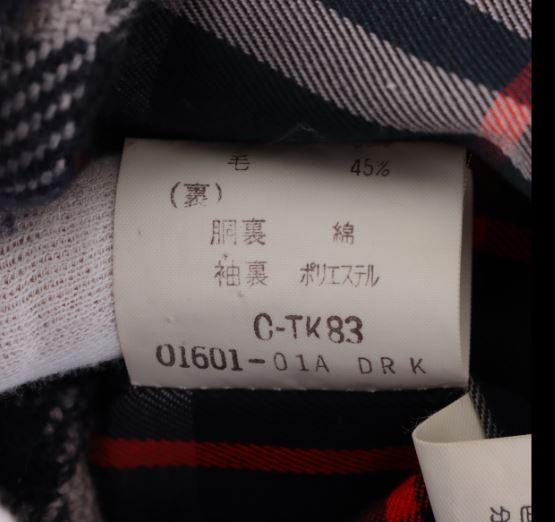 毛 45%
(裏)
胴裏 綿
袖裏 ポリエステル
C-TK83
01601-01A DRK